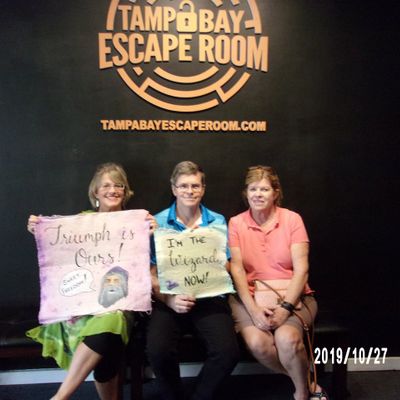 TAMPA BAY
ESCAPE ROOM
TAMPABAYESCAPEROOM.COM
Triumph is
Ours!
SWEET
FREEDOM!
I'M THE
Wizard
NOW!
2019/10/27